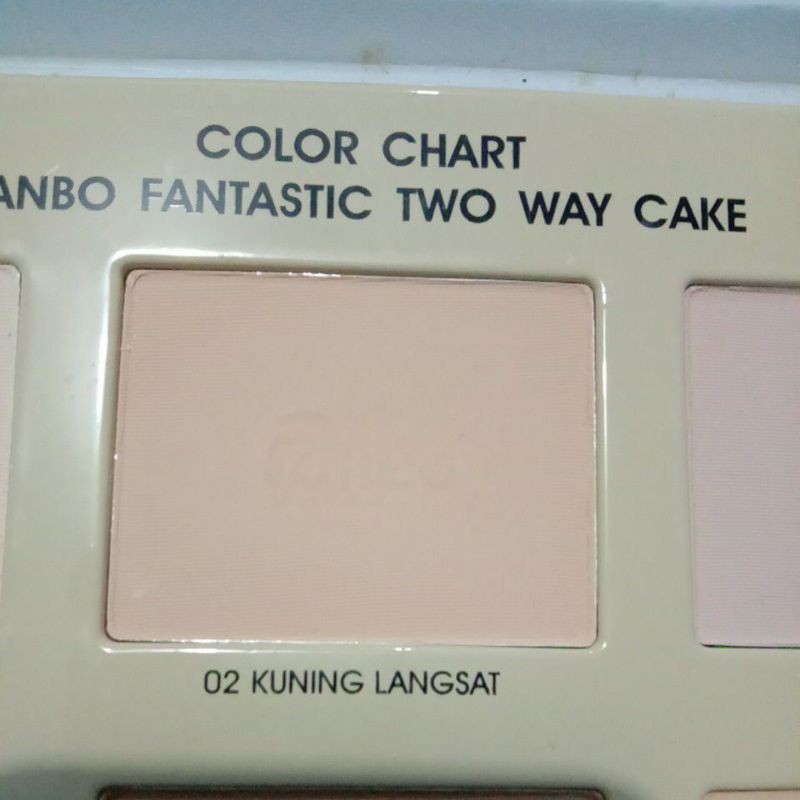 COLOR CHART
ANBO FANTASTIC TWO WAY CAKE
02 KUNING LANGSAT